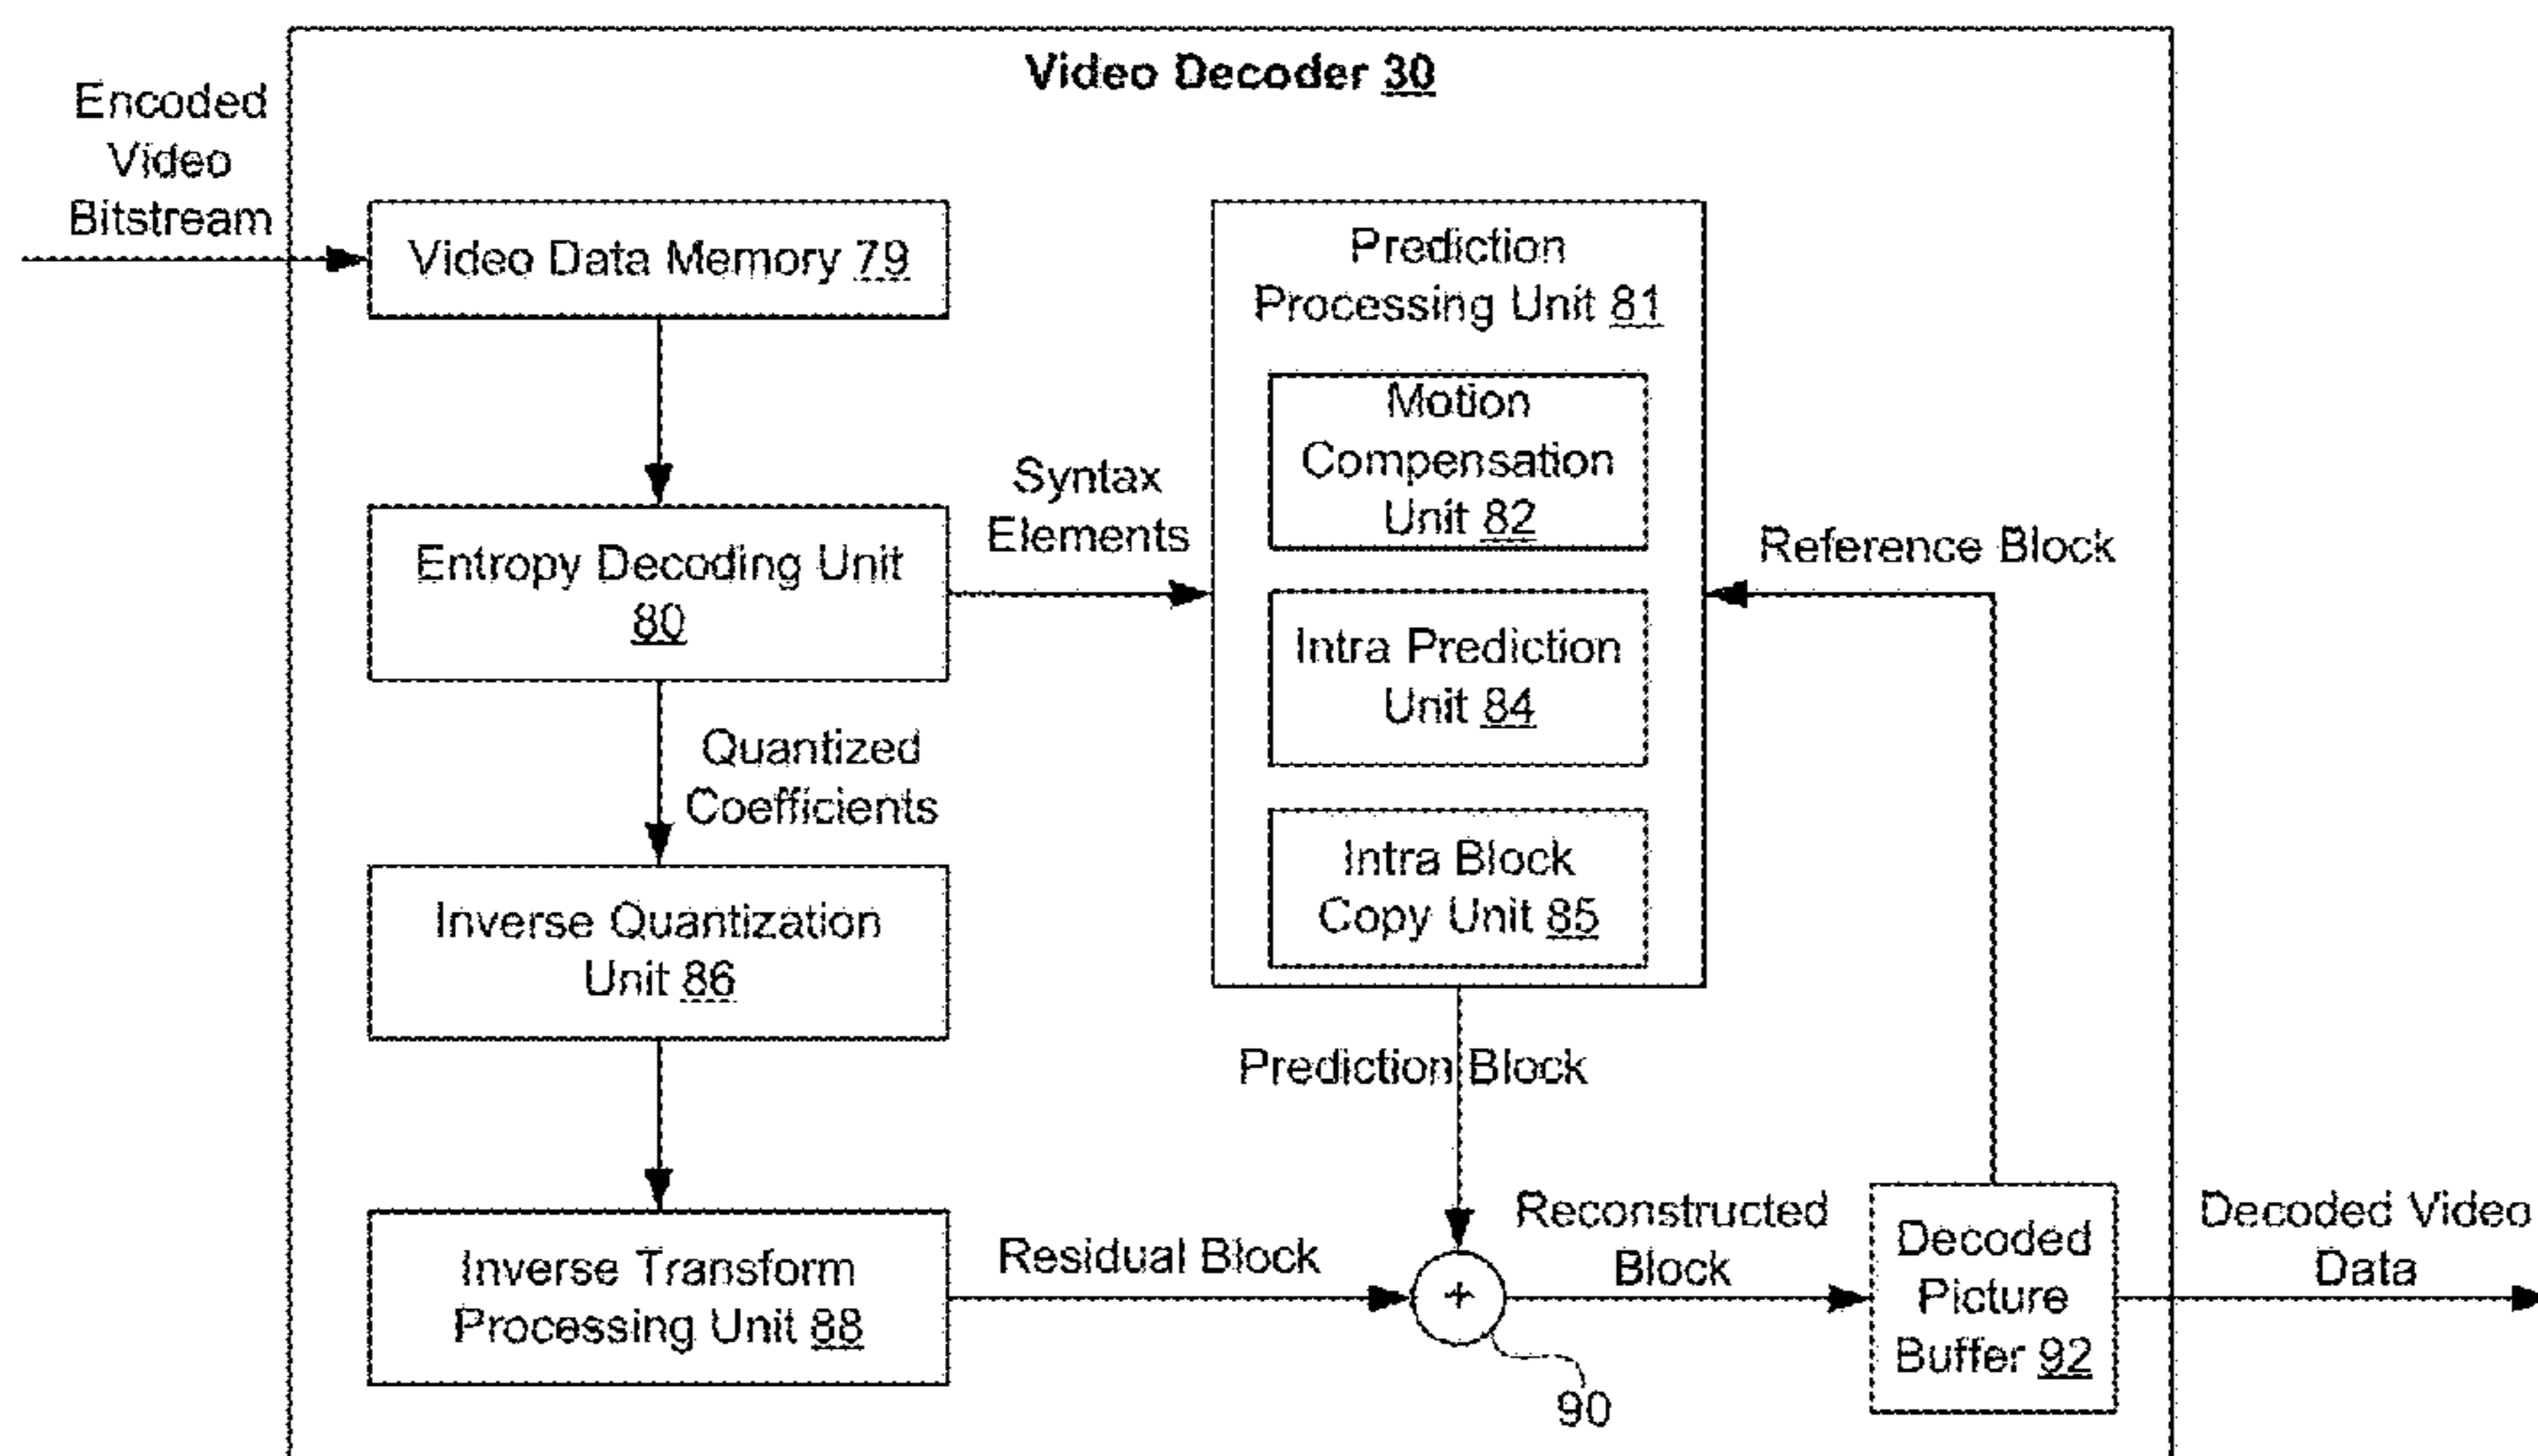 Video Decoder 30
Encoded
Video
Bitstream
Video Data Memory 79
Entropy Decoding Unit
80
Syntax
Elements
Quantized
Coefficients
Inverse Quantization
Unit 86
Inverse Transform
Processing Unit 88
Prediction
Processing Unit 81
Motion
Compensation
Unit 82
Intra Prediction
Unit 84
Intra Block
Copy Unit 85
Reference Block
Prediction Block
Residual Block
+
90
Reconstructed
Block
Decoded
Picture
Buffer 92
Decoded Video
Data